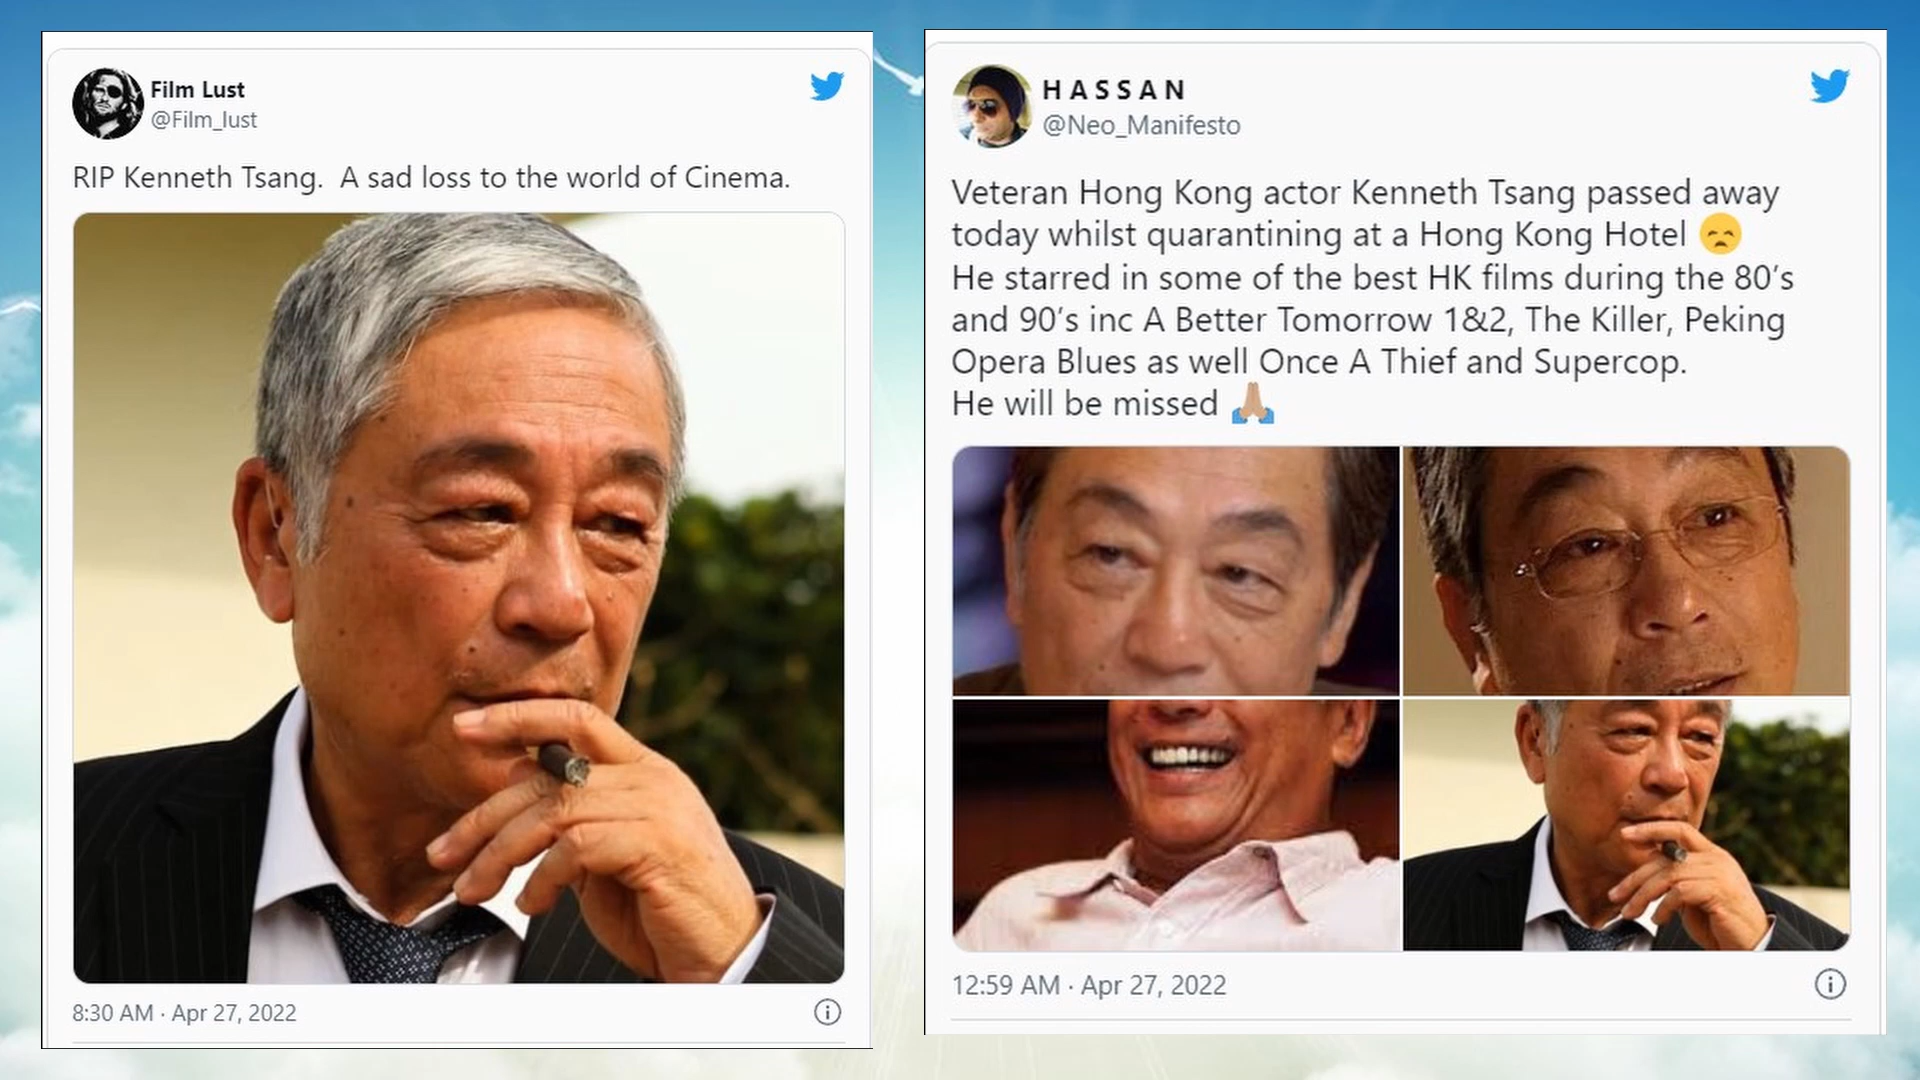 Film Lust
@Film_lust
RIP Kenneth Tsang.  A sad loss to the world of Cinema.
8:30 AM · Apr 27, 2022
H A S S A N
@Neo_Manifesto
Veteran Hong Kong actor Kenneth Tsang passed away
today whilst quarantining at a Hong Kong Hotel 😞
He starred in some of the best HK films during the 80’s
and 90’s inc A Better Tomorrow 1&2, The Killer, Peking
Opera Blues as well Once A Thief and Supercop.
He will be missed 🙏🏽
12:59 AM · Apr 27, 2022